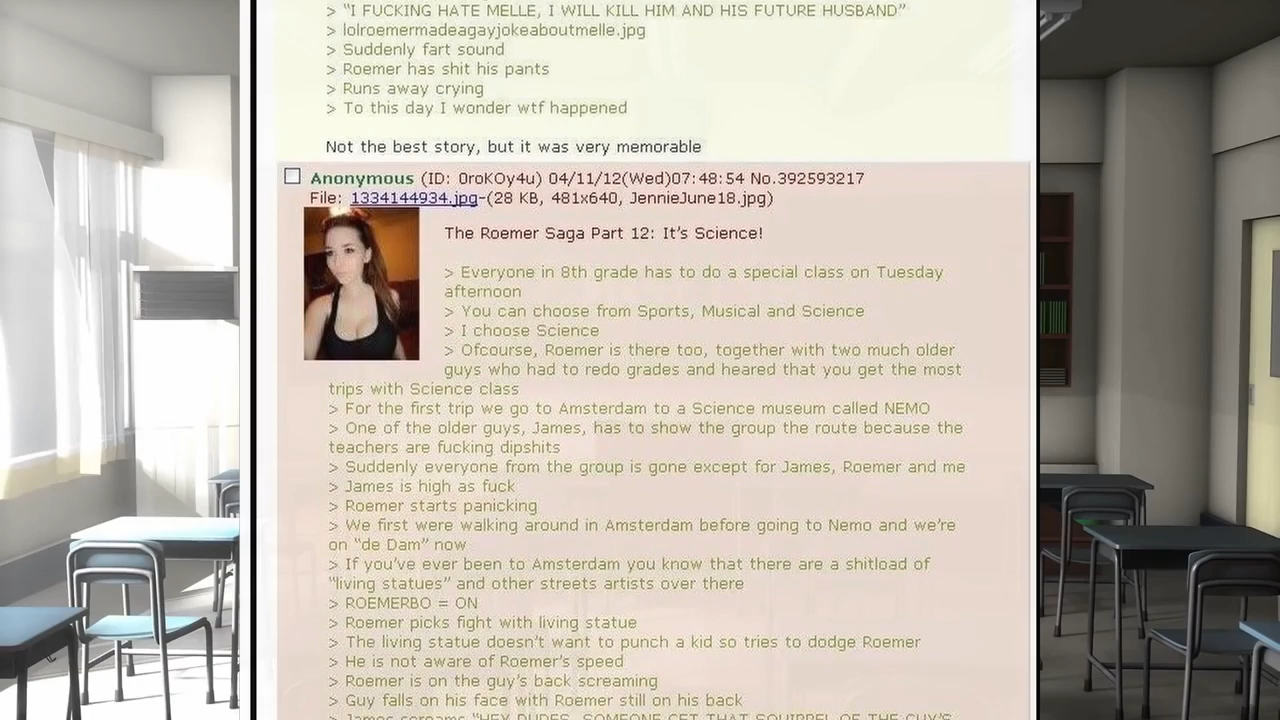 > “I FUCKING HATE MELLE, I WILL KILL HIM AND HIS FUTURE HUSBAND”
> lolroemermadeagayjokeaboutmelle.jpg
> Suddenly fart sound
> Roemer has shit his pants
> Runs away crying
> To this day I wonder wtf happened
Not the best story, but it was very memorable
Anonymous (ID: 0roKOy4u) 04/11/12(Wed)07:48:54 No.392593217
File: 1334144934.jpg-(28 KB, 481x640, JennieJune18.jpg)
The Roemer Saga Part 12: It’s Science!
> Everyone in 8th grade has to do a special class on Tuesday
afternoon
> You can choose from Sports, Musical and Science
> I choose Science
> Ofcourse, Roemer is there too, together with two much older
guys who had to redo grades and heared that you get the most
trips with Science class
> For the first trip we go to Amsterdam to a Science museum called NEMO
> One of the older guys, James, has to show the group the route because the
teachers are fucking dipshits
> Suddenly everyone from the group is gone except for James, Roemer and me
> James is high as fuck
> Roemer starts panicking
> We first were walking around in Amsterdam before going to Nemo and we’re
on “de Dam” now
> If you’ve ever been to Amsterdam you know that there are a shitload of
“living statues” and other streets artists over there
> ROEMERBO = ON
> Roemer picks fight with living statue
> The living statue doesn’t want to punch a kid so tries to dodge Roemer
> He is not aware of Roemer’s speed
> Roemer is on the guy’s back screaming
> Guy falls on his face with Roemer still on his back
> James screams “HEY DUDES, SOMEONE GET THAT SQUIRREL OF THE GUY’S